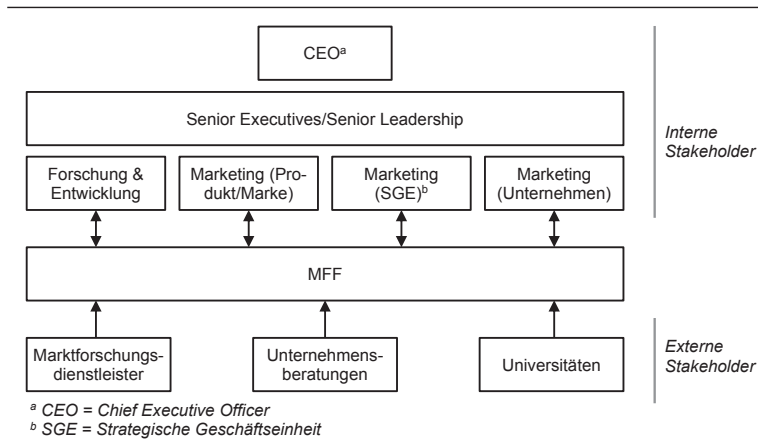 CEOᵃ
Senior Executives/Senior Leadership
Interne
Stakeholder
Forschung &
Entwicklung
Marketing (Pro-
dukt/Marke)
Marketing
(SGE)ᵇ
Marketing
(Unternehmen)
MFF
Marktforschungs-
dienstleister
Unternehmens-
beratungen
Universitäten
Externe
Stakeholder
ᵃ CEO = Chief Executive Officer
ᵇ SGE = Strategische Geschäftseinheit